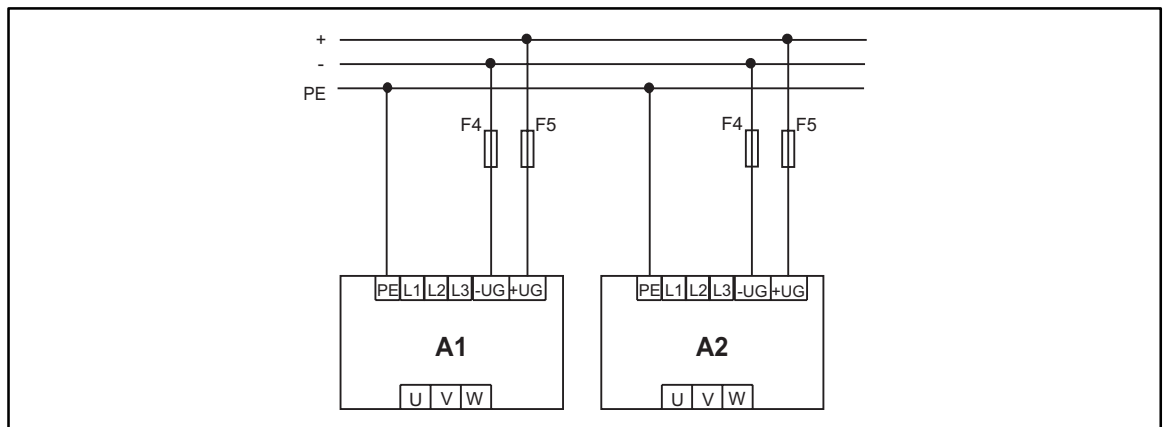 +
-
PE
F4 F5 F4 F5
PE L1 L2 L3 -UG +UG PE L1 L2 L3 -UG +UG
A1 A2
U V W U V W